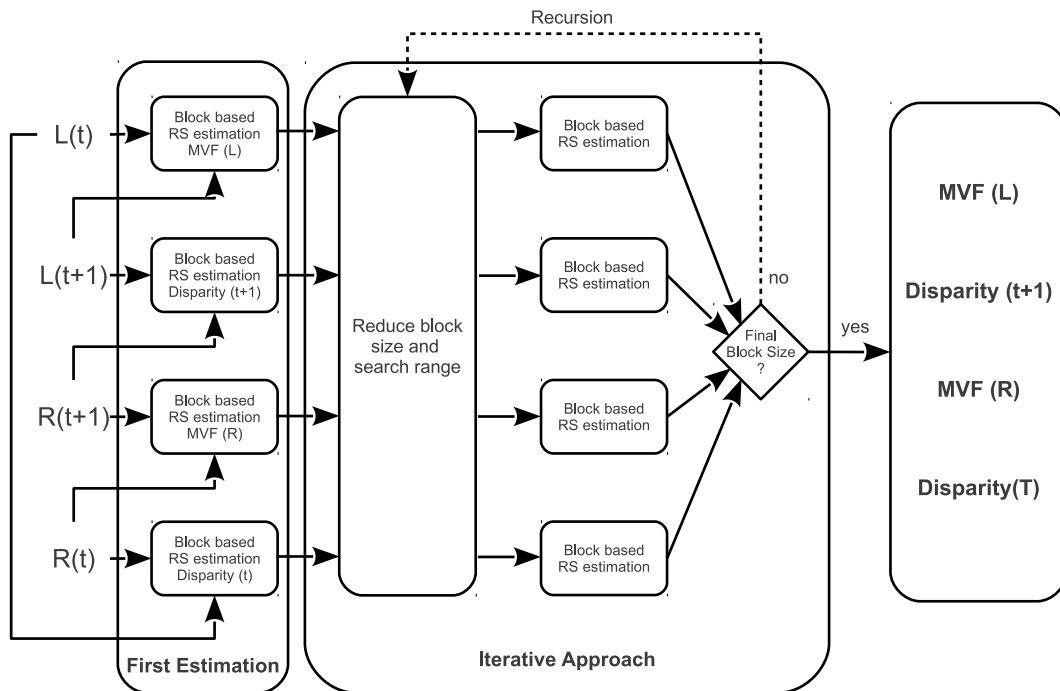 Recursion
L(t)
Block based
RS estimation
MVF (L)
L(t+1)
Block based
RS estimation
Disparity (t+1)
R(t+1)
Block based
RS estimation
MVF (R)
R(t)
Block based
RS estimation
Disparity (t)
First Estimation
Reduce block
size and
search range
Block based
RS estimation
Block based
RS estimation
Block based
RS estimation
Block based
RS estimation
Iterative Approach
no
Final
Block Size
?
yes
MVF (L)
Disparity (t+1)
MVF (R)
Disparity(T)